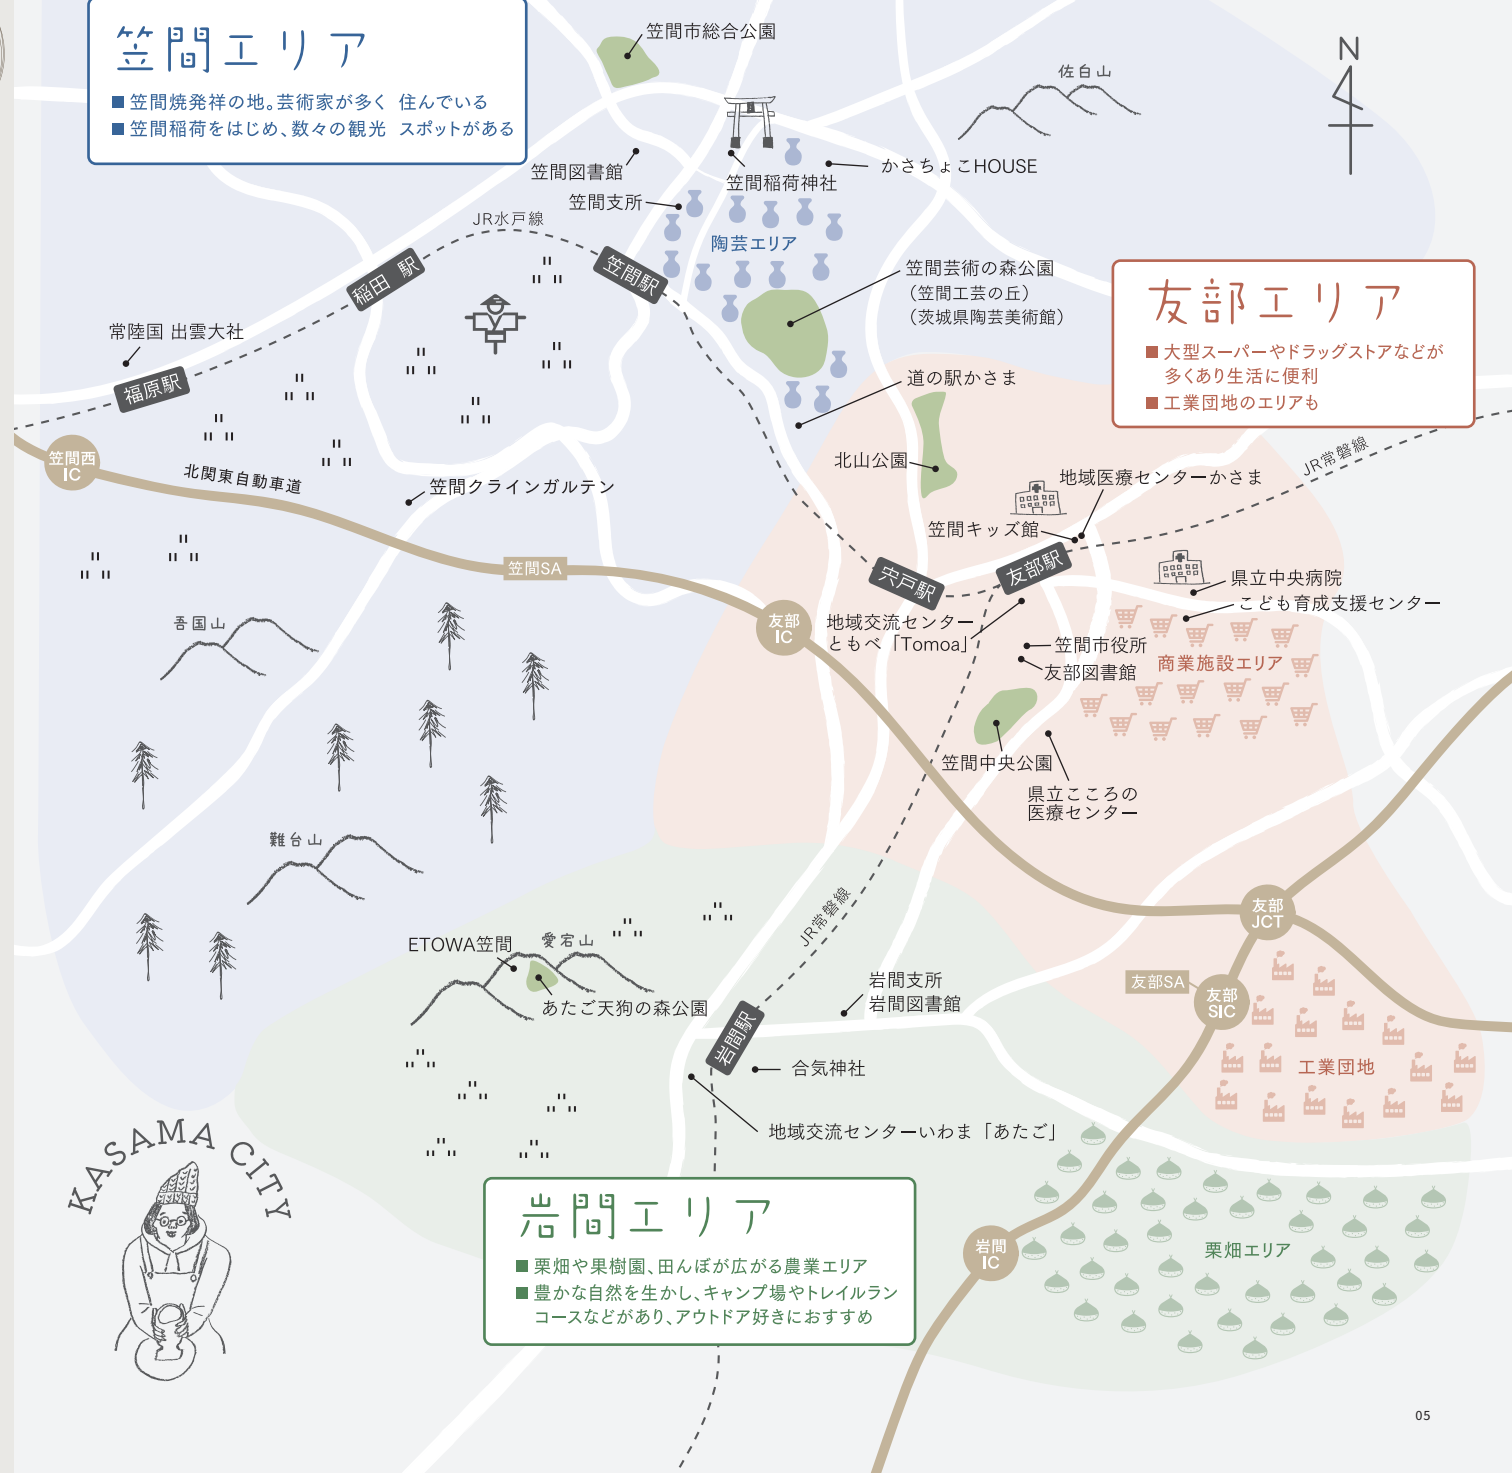 笠間エリア
■笠間焼発祥の地。芸術家が多く 住んでいる
■笠間稲荷をはじめ、数々の観光 スポットがある
笠間市総合公園
佐白山
N
笠間図書館
笠間稲荷神社
かさちょこHOUSE
笠間支所
JR水戸線
陶芸エリア
稲田 駅
笠間駅
笠間芸術の森公園
（笠間工芸の丘）
（茨城県陶芸美術館）
友部エリア
■大型スーパーやドラッグストアなどが
多くあり生活に便利
■工業団地のエリアも
常陸国 出雲大社
福原駅
道の駅かさま
笠間西
IC
北関東自動車道
笠間クラインガルテン
北山公園
JR常磐線
地域医療センターかさま
笠間キッズ館
笠間SA
宍戸駅
友部駅
県立中央病院
こども育成支援センター
吾国山
友部
IC
地域交流センター
ともべ「Tomoa」
笠間市役所
友部図書館
商業施設エリア
笠間中央公園
県立こころの
医療センター
難台山
JR常磐線
友部
JCT
ETOWA笠間
愛宕山
あたご天狗の森公園
岩間支所
岩間図書館
友部SA
友部
SIC
岩間駅
合気神社
工業団地
地域交流センターいわま「あたご」
KASAMA CITY
岩間エリア
■栗畑や果樹園、田んぼが広がる農業エリア
■豊かな自然を生かし、キャンプ場やトレイルラン
コースなどがあり、アウトドア好きにおすすめ
岩間
IC
栗畑エリア
05